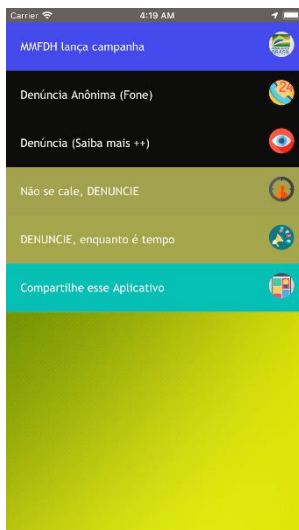 Carrier 4:19 AM
MMFDH lança campanha
Denúncia Anônima (Fone)
24
Denúncia (Saiba mais ++)
Não se cale, DENUNCIE
DENUNCIE, enquanto é tempo
Compartilhe esse Aplicativo